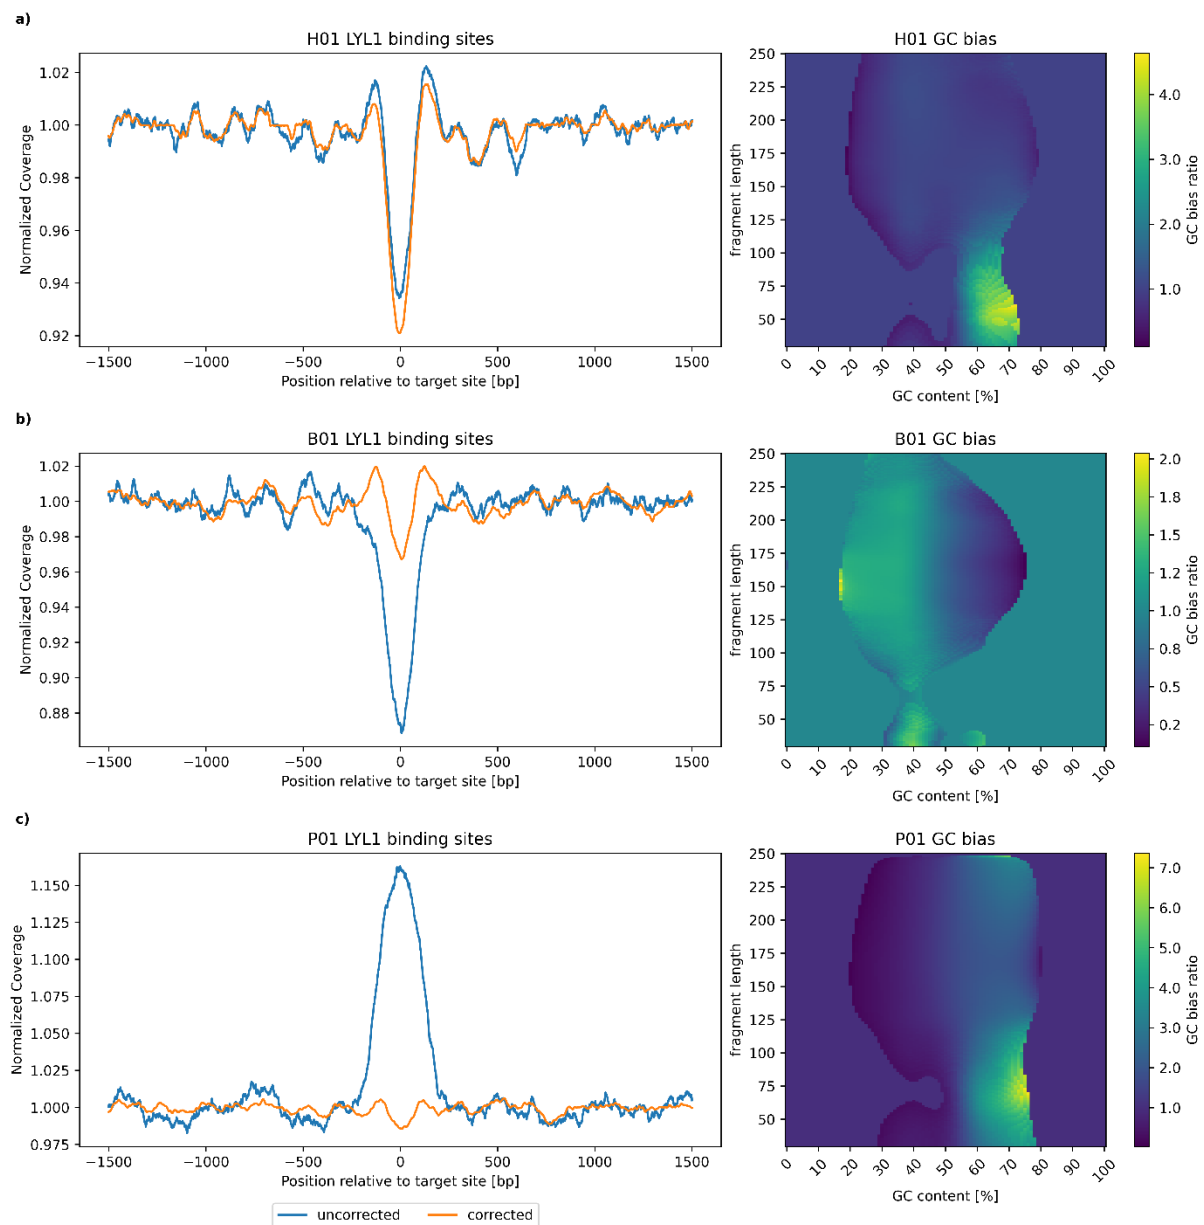 a)
H01 LYL1 binding sites
Normalized Coverage
1.02
1.00
0.98
0.96
0.94
0.92
−1500 −1000 −500 0 500 1000 1500
Position relative to target site [bp]
H01 GC bias
fragment length
250
225
200
175
150
125
100
75
50
0 10 20 30 40 50 60 70 80 90 100
GC content [%]
4.0
3.0
2.0
1.0
GC bias ratio
b)
B01 LYL1 binding sites
Normalized Coverage
1.02
1.00
0.98
0.96
0.94
0.92
0.90
0.88
−1500 −1000 −500 0 500 1000 1500
Position relative to target site [bp]
B01 GC bias
fragment length
250
225
200
175
150
125
100
75
50
0 10 20 30 40 50 60 70 80 90 100
GC content [%]
2.0
1.8
1.5
1.2
1.0
0.8
0.5
0.2
GC bias ratio
c)
P01 LYL1 binding sites
Normalized Coverage
1.150
1.125
1.100
1.075
1.050
1.025
1.000
0.975
−1500 −1000 −500 0 500 1000 1500
Position relative to target site [bp]
P01 GC bias
fragment length
250
225
200
175
150
125
100
75
50
0 10 20 30 40 50 60 70 80 90 100
GC content [%]
7.0
6.0
5.0
4.0
3.0
2.0
1.0
GC bias ratio
uncorrected corrected